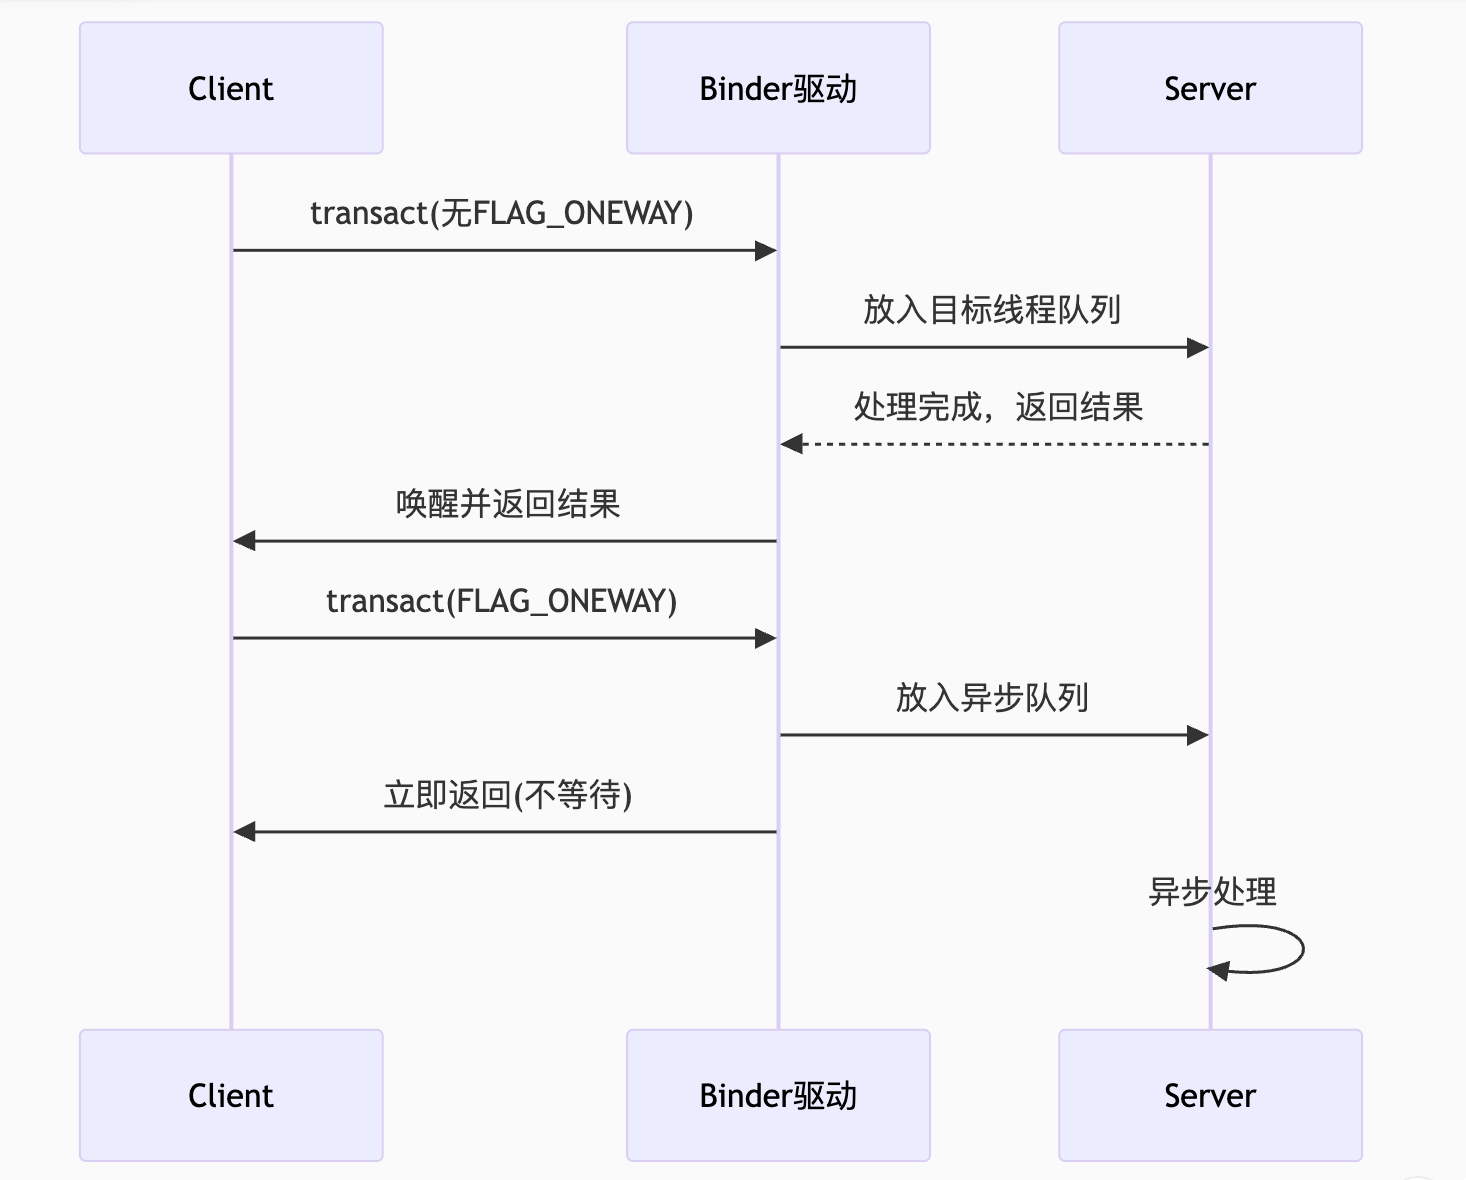 Client
Binder驱动
Server
transact(无FLAG_ONEWAY)
放入目标线程队列
处理完成，返回结果
唤醒并返回结果
transact(FLAG_ONEWAY)
放入异步队列
立即返回(不等待)
异步处理
Client
Binder驱动
Server